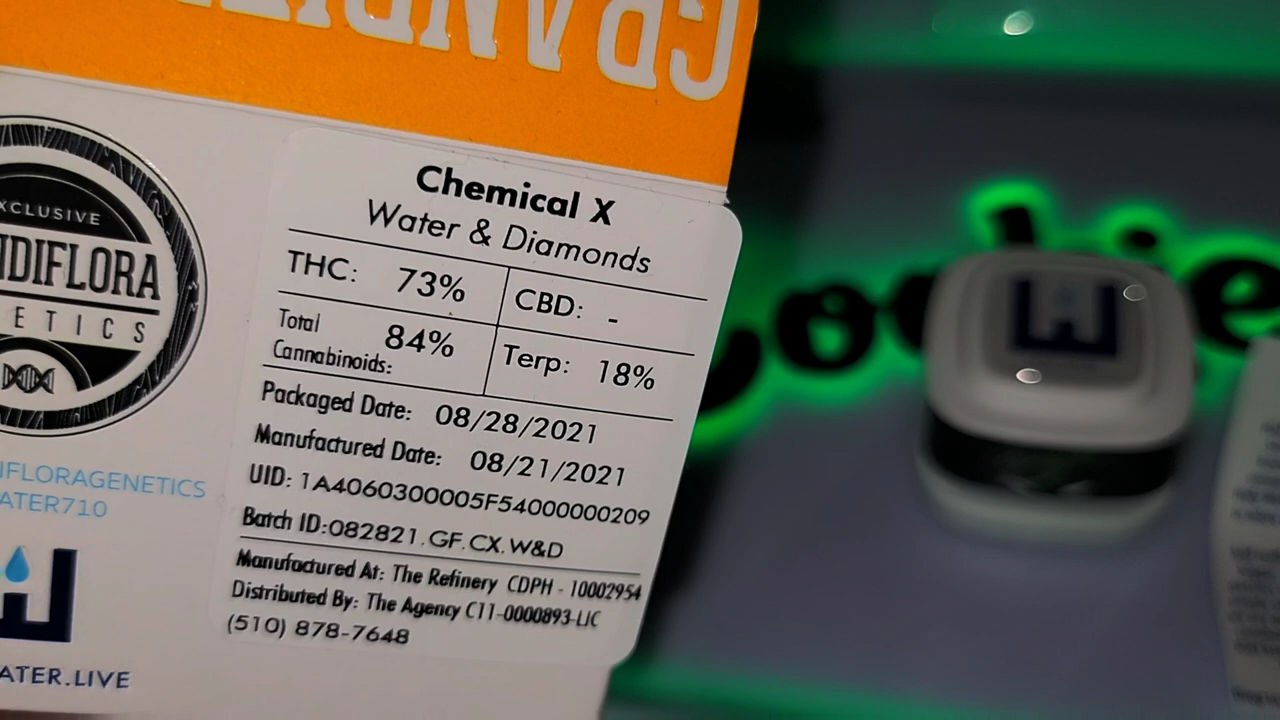 Chemical X
Water & Diamonds
THC: 73% CBD: -
Total Cannabinoids: 84% Terp: 18%
Packaged Date: 08/28/2021
Manufactured Date: 08/21/2021
UID: 1A4060300005F54000000209
Batch ID:082821.GF.CX.W&D
Manufactured At: The Refinery CDPH - 10002954
Distributed By: The Agency C11-0000893-LIC
(510) 878-7648
XCLUSIVE
NDIFLORA
ETICS
IFLORAGENETICS
ATER710
ATER.LIVE